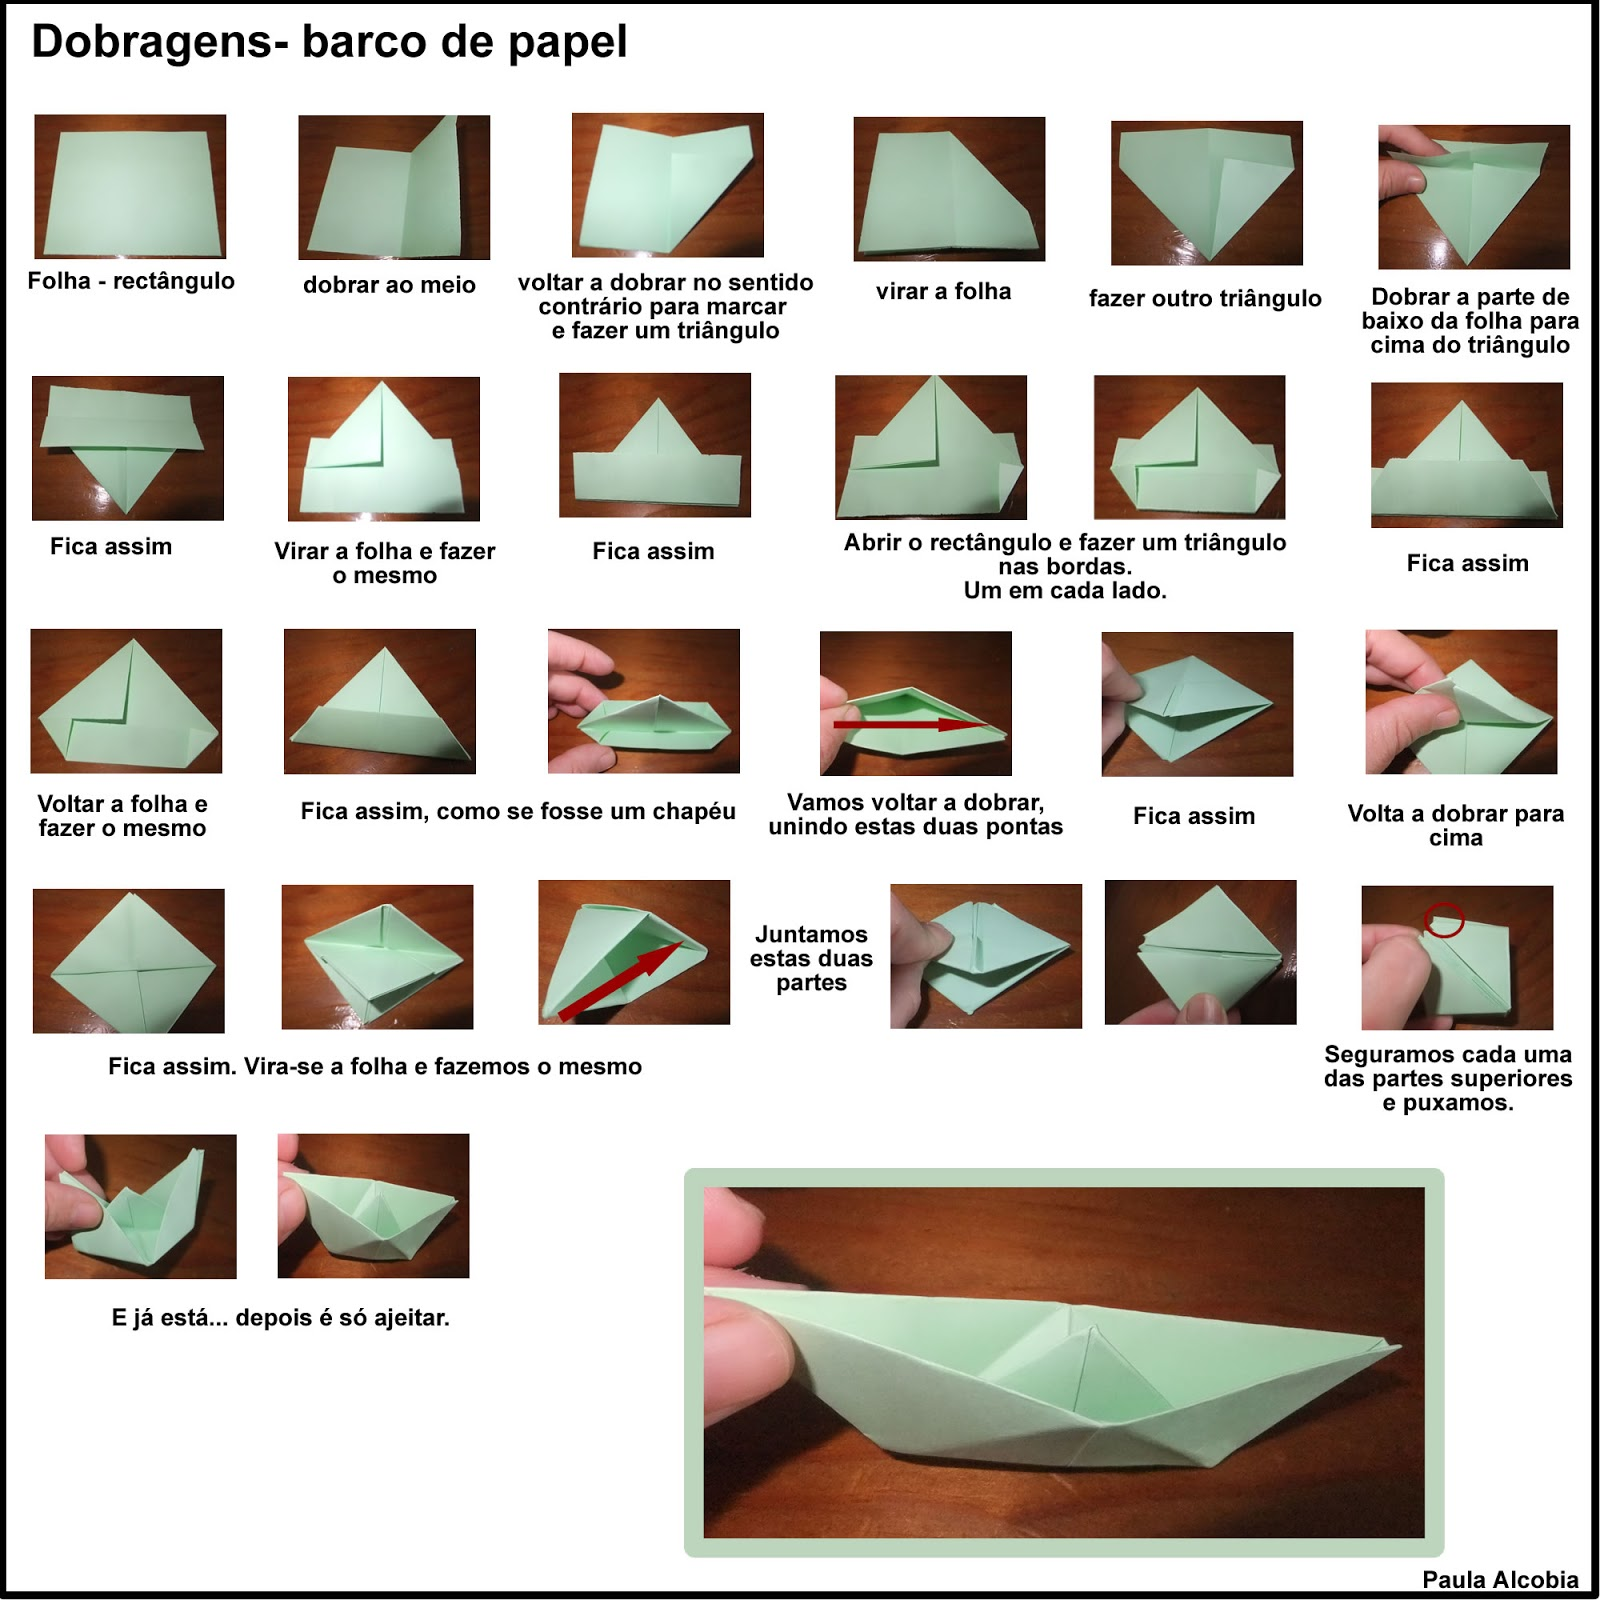 Dobragens- barco de papel
Folha - rectângulo
dobrar ao meio
voltar a dobrar no sentido
contrário para marcar
e fazer um triângulo
virar a folha
fazer outro triângulo
Dobrar a parte de
baixo da folha para
cima do triângulo
Fica assim
Virar a folha e fazer
o mesmo
Fica assim
Abrir o rectângulo e fazer um triângulo
nas bordas.
Um em cada lado.
Fica assim
Voltar a folha e
fazer o mesmo
Fica assim, como se fosse um chapéu
Vamos voltar a dobrar,
unindo estas duas pontas
Fica assim
Volta a dobrar para
cima
Fica assim. Vira-se a folha e fazemos o mesmo
Juntamos
estas duas
partes
Seguramos cada uma
das partes superiores
e puxamos.
E já está... depois é só ajeitar.
Paula Alcobia